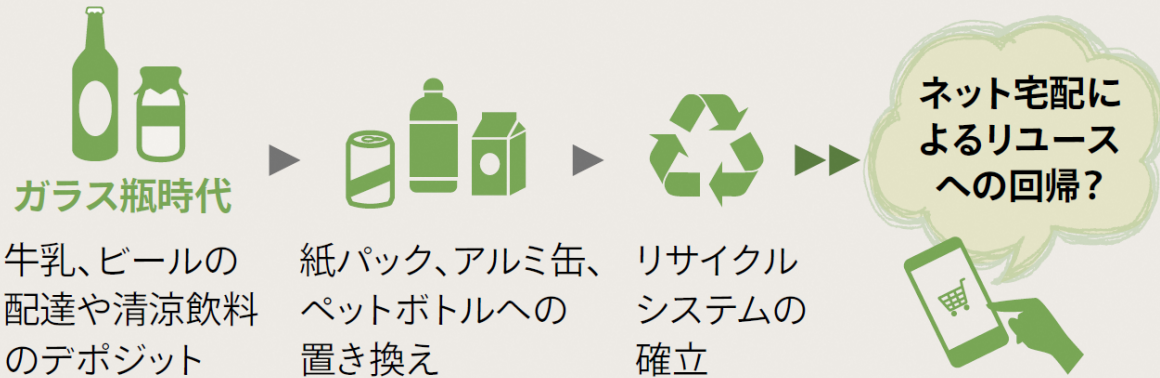 ガラス瓶時代
牛乳、ビールの
配達や清涼飲料
のデポジット
紙パック、アルミ缶、
ペットボトルへの
置き換え
リサイクル
システムの
確立
ネット宅配に
よるリユース
への回帰？